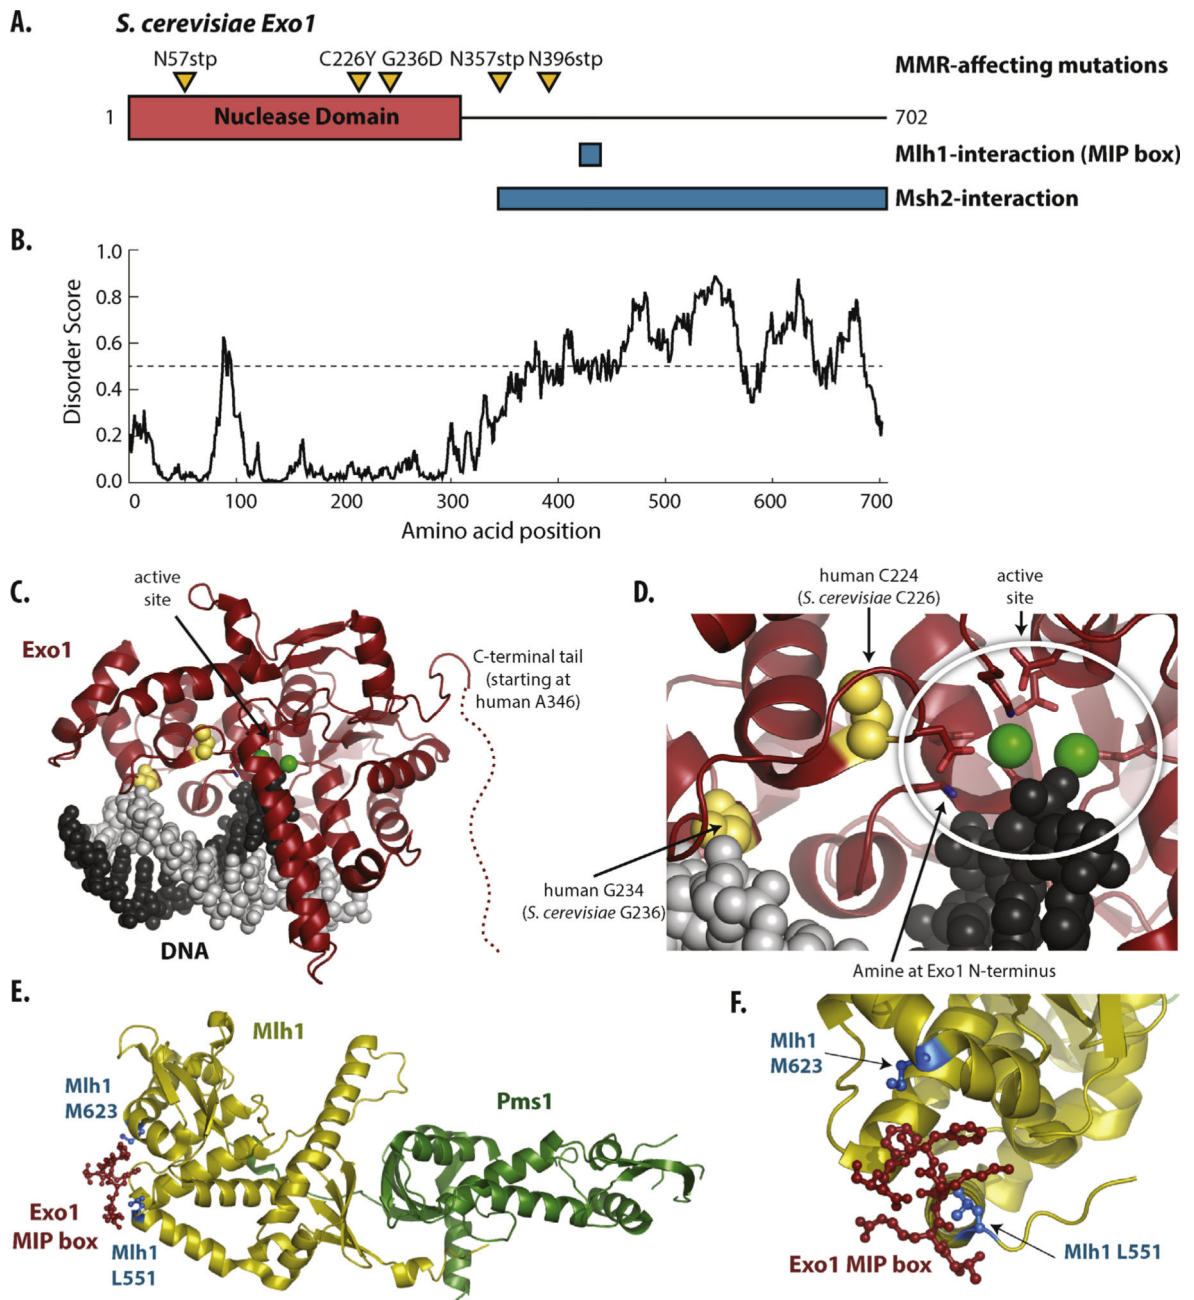 A.
S. cerevisiae Exo1
N57stp
C226Y
G236D
N357stp
N396stp
MMR-affecting mutations
1
Nuclease Domain
702
Mlh1-interaction (MIP box)
Msh2-interaction
B.
Disorder Score
1.0
0.8
0.6
0.4
0.2
0.0
0
100
200
300
400
500
600
700
Amino acid position
C.
active
site
Exo1
C-terminal tail
(starting at
human A346)
DNA
D.
human C224
(S. cerevisiae C226)
active
site
human G234
(S. cerevisiae G236)
Amine at Exo1 N-terminus
E.
Mlh1
Mlh1
M623
Pms1
Exo1
MIP box
Mlh1
L551
F.
Mlh1
M623
Exo1 MIP box
Mlh1 L551